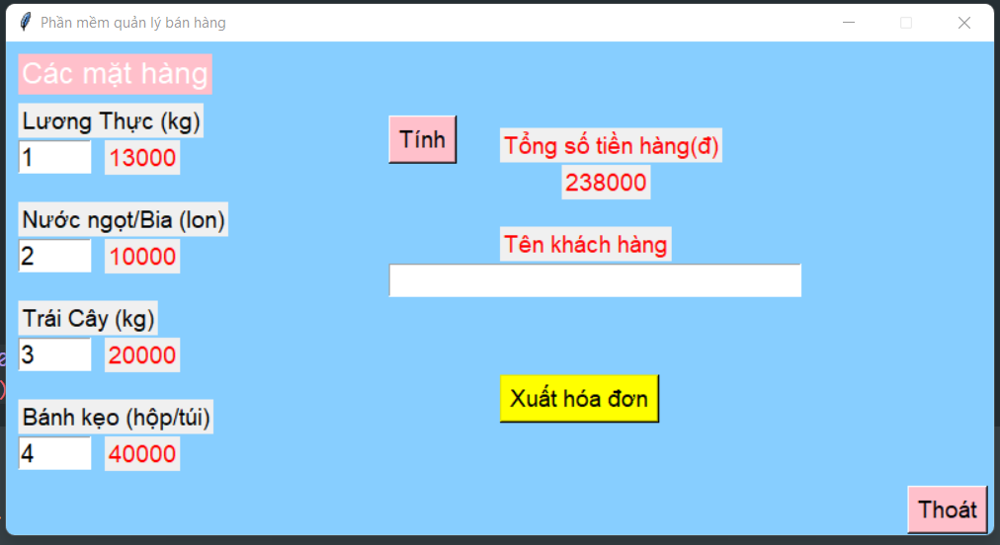 Phần mềm quản lý bán hàng
Các mặt hàng
Lương Thực (kg)
1 13000
Nước ngọt/Bia (lon)
2 10000
Trái Cây (kg)
3 20000
Bánh kẹo (hộp/túi)
4 40000
Tính
Tổng số tiền hàng(đ)
238000
Tên khách hàng
Xuất hóa đơn
Thoát